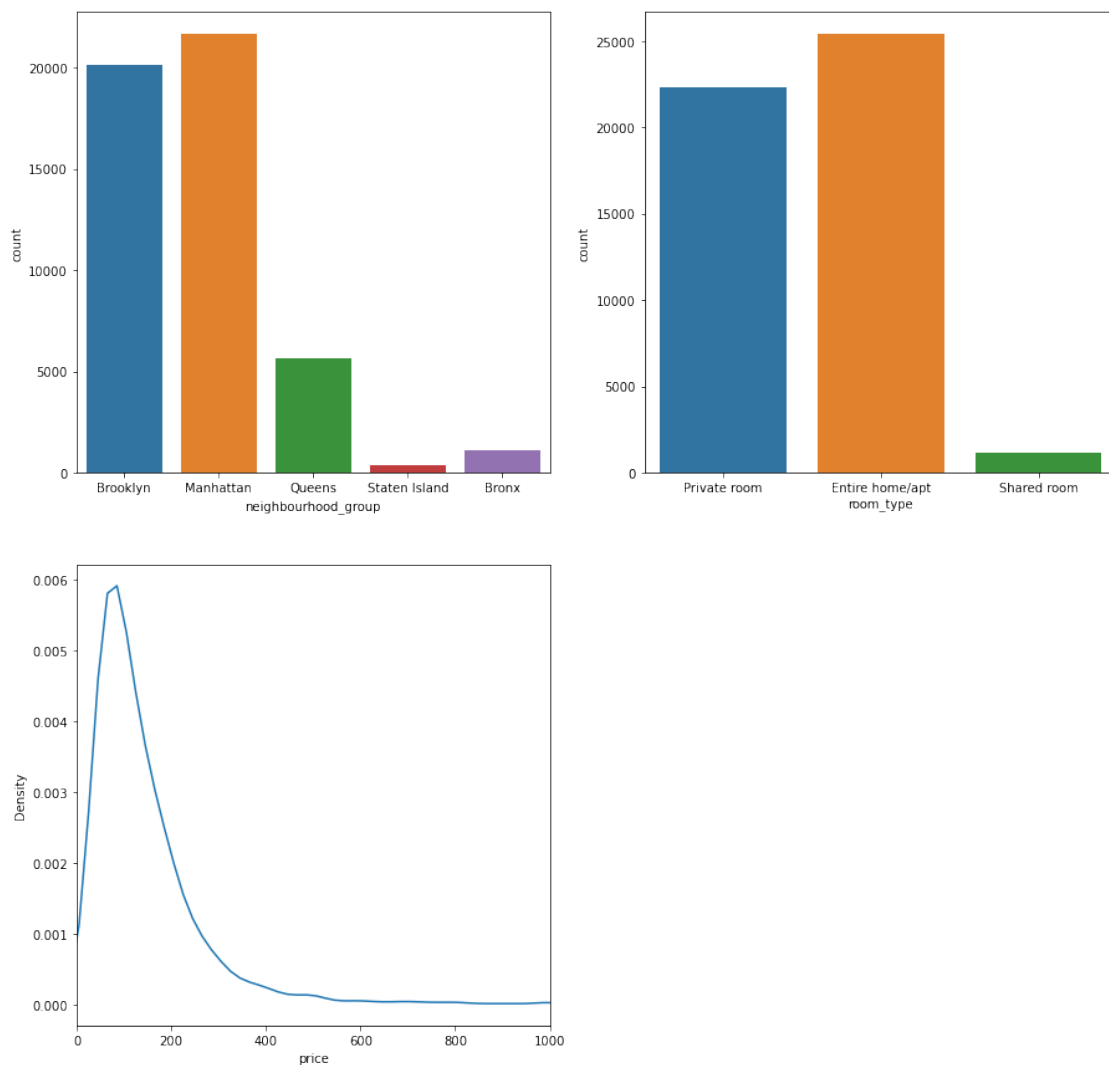 20000
15000
10000
5000
0
count
Brooklyn Manhattan Queens Staten Island Bronx
neighbourhood_group
25000
20000
15000
10000
5000
0
count
Private room Entire home/apt Shared room
room_type
0.006
0.005
0.004
0.003
0.002
0.001
0.000
Density
0 200 400 600 800 1000
price